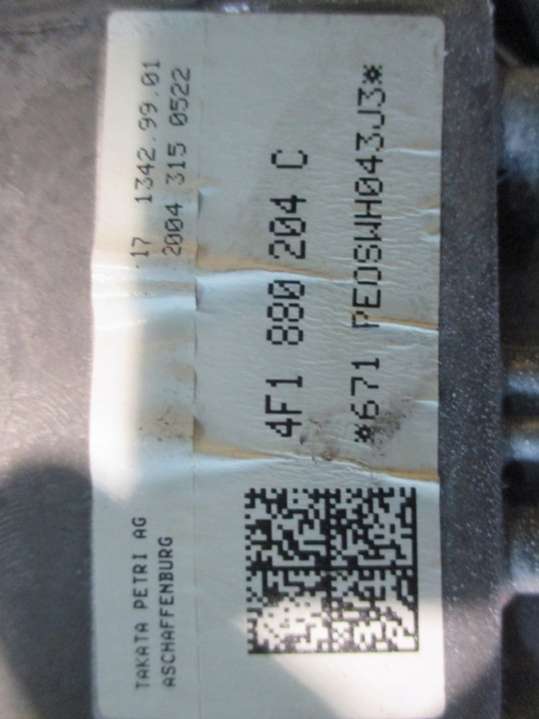 TAKATA PETRI AG 17 1342.99.01
ASCHAFFENBURG 2004 315 0522
4F1 880 204 C
*671 PEOSWH043J3*